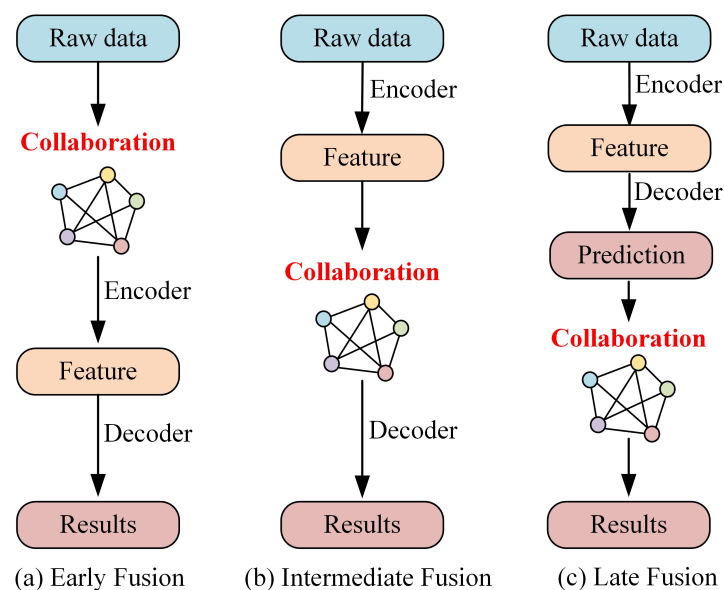 Raw data
Collaboration
Encoder
Feature
Decoder
Results
(a) Early Fusion
Raw data
Encoder
Feature
Collaboration
Decoder
Results
(b) Intermediate Fusion
Raw data
Encoder
Feature
Decoder
Prediction
Collaboration
Results
(c) Late Fusion